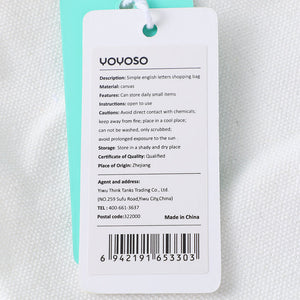 YOYOSO
Description: Simple english letters shopping bag
Material: canvas
Features: Can store daily small items
Instructions: open to use
Cautions: Avoid direct contact with chemicals,
keep away from fire; place in a cool place;
can not be washed, only scrubbed;
avoid prolonged exposure to the sun
Storage: Store in a shady and dry place
Certificate of Quality: Qualified
Place of Origin: Zhejiang
Agent and address:
Yiwu Think Tanks Trading Co., Ltd.
(NO.259 Sufu Road,Yiwu City,China)
TEL: 400-661-3637
Postal code:322000
Made in China
6 942191 653303